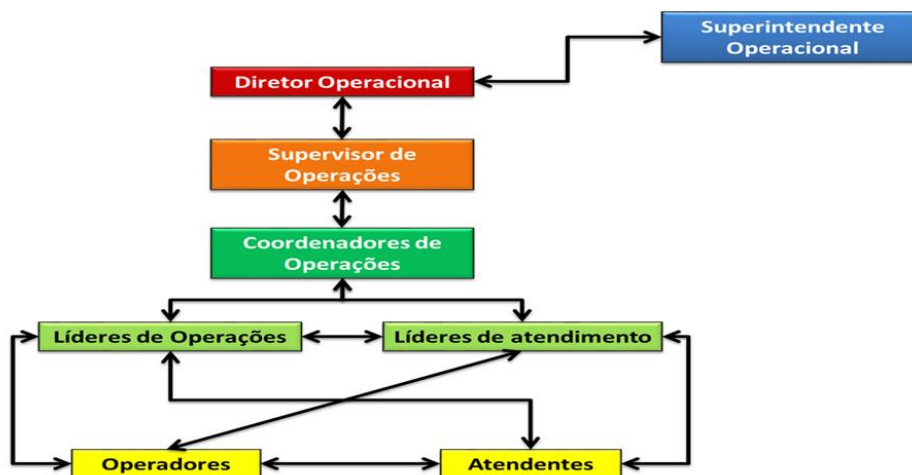 Superintendente
Operacional
Diretor Operacional
Supervisor de
Operações
Coordenadores de
Operações
Líderes de Operações
Líderes de atendimento
Operadores
Atendentes